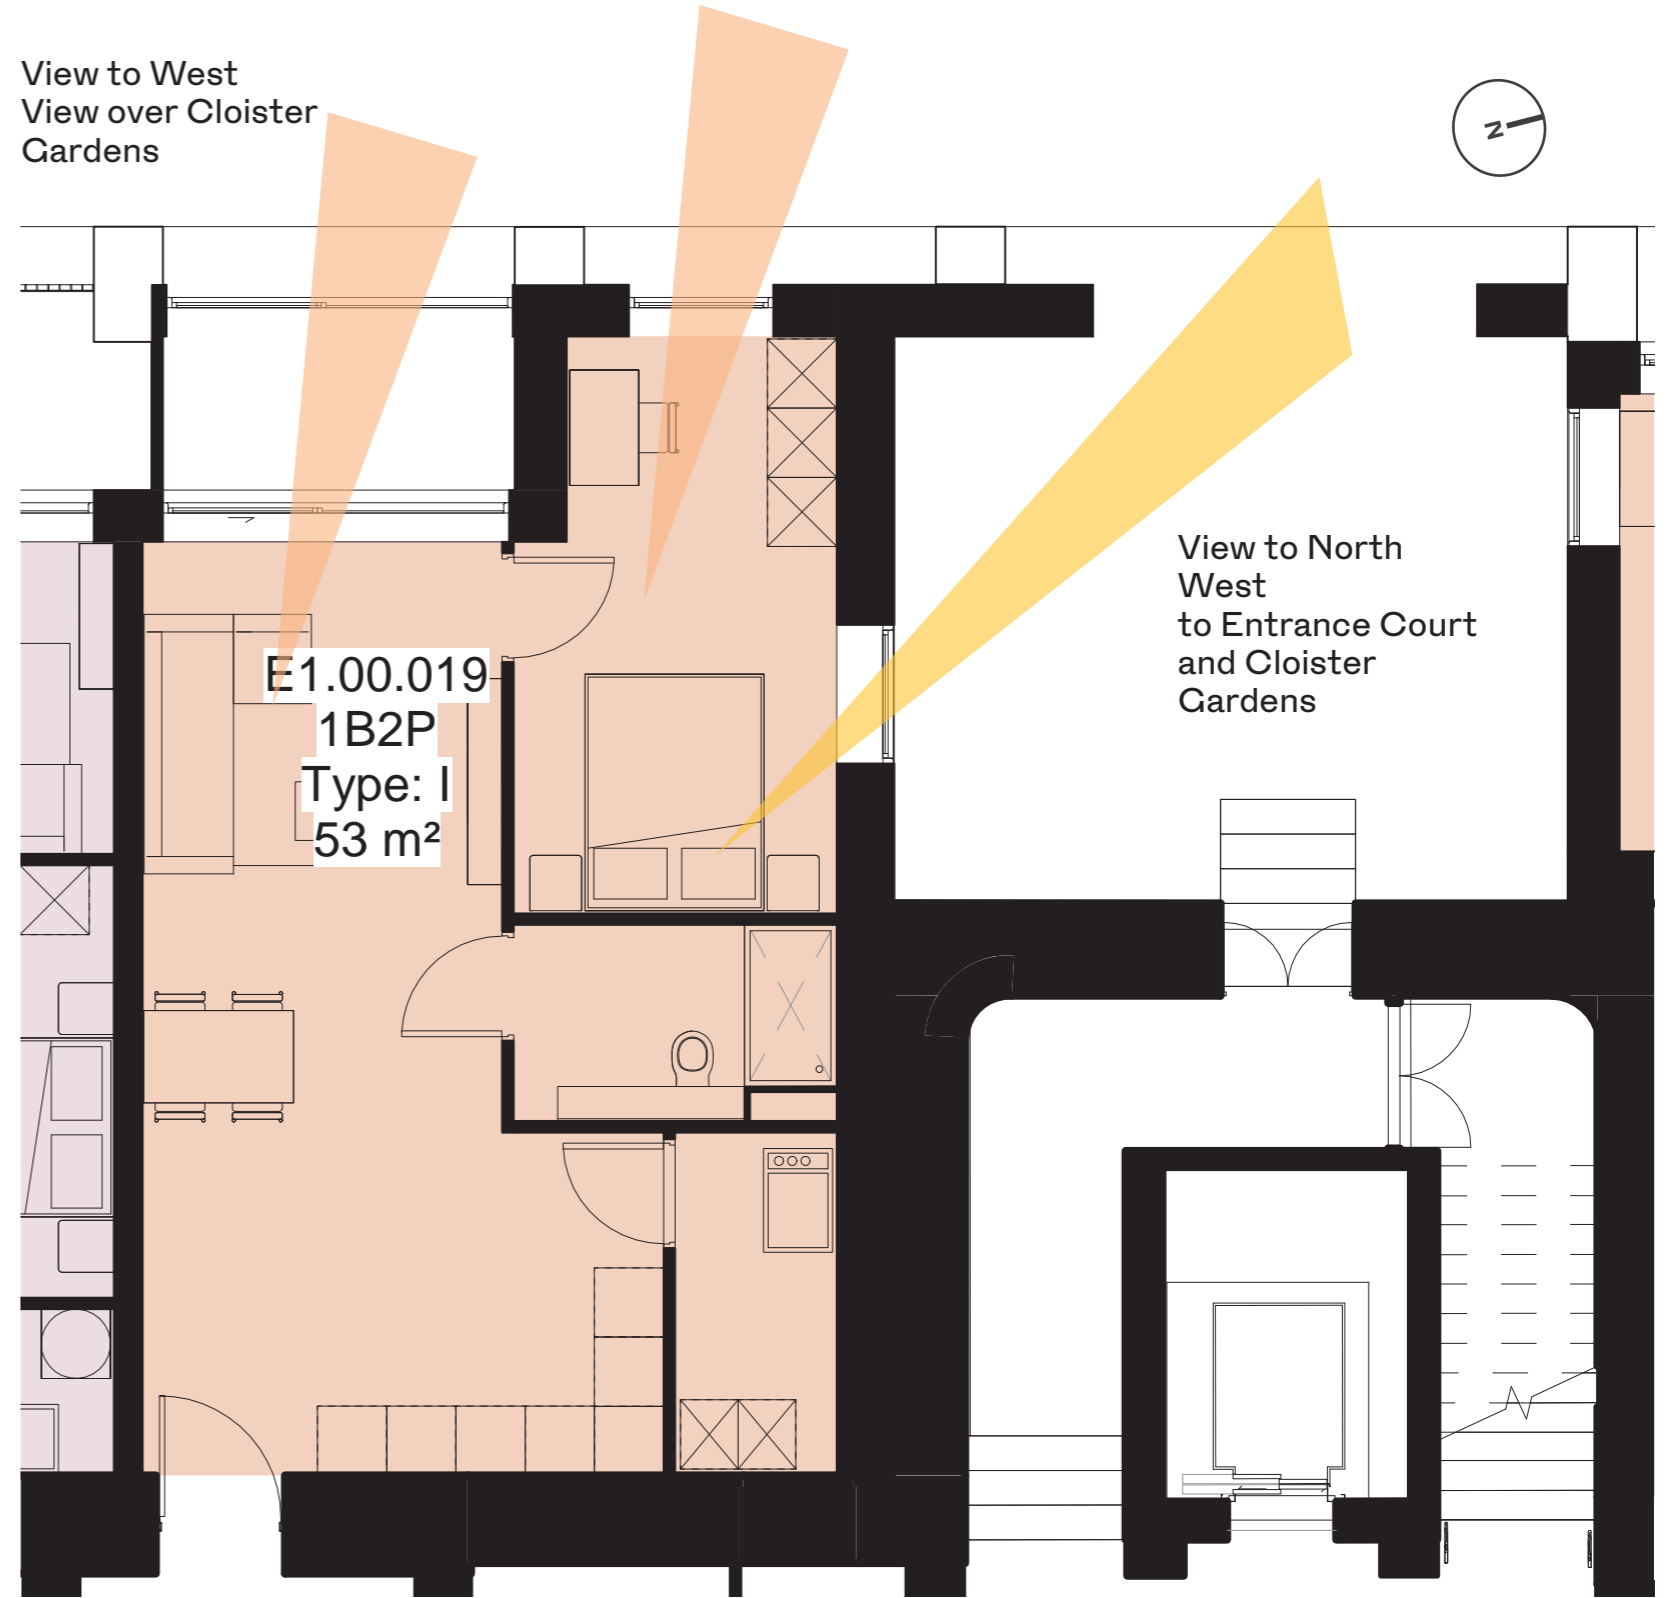 View to West
View over Cloister
Gardens
N
E1.00.019
1B2P
Type: I
53 m²
View to North
West
to Entrance Court
and Cloister
Gardens